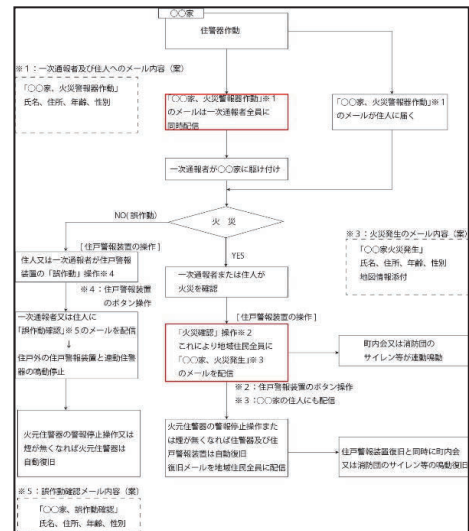 ○○家
住警器作動
※1：一次通報者及び住人へのメール内容（案）
「○○家、火災警報器作動」
氏名、住所、年齢、性別
「○○家、火災警報器作動」※1
のメールは一次通報者全員に
同時配信
「○○家、火災警報器作動」※1
のメールが住人に届く
一次通報者が○○家に駆け付け
NO(誤作動)
火 災
※3：火災発生のメール内容（案）
「○○家火災発生」
氏名、住所、年齢、性別
地図情報添付
[住戸警報装置の操作]
YES
住人又は一次通報者が住戸警報
装置の「誤作動」操作※4
一次通報者または住人が
火災を確認
※4：住戸警報装置
のボタン操作
[住戸警報装置の操作]
一次通報者又は住人に
「誤作動確認」※5のメールを配信
↓
住戸外の住戸警報装置と連動住警
器の鳴動停止
「火災確認」操作※2
これにより地域住民全員に
「○○家、火災発生」※3
のメールを配信
町内会又は消防団の
サイレン等が連動鳴動
※2：住戸警報装置のボタン操作
※3：○○家の住人にも配信
火元住警器の警報停止操作又は
煙が無くなれば火元住警器は
自動復旧
火元住警器の警報停止操作また
は煙が無くなれば住警器及び住
戸警報装置は自動復旧
復旧メールを地域住民全員に配信
住戸警報装置復旧と同時に町内会
又は消防団のサイレン等の鳴動復旧
※5：誤作動確認メール内容（案）
「○○家、誤作動確認」
氏名、住所、年齢、性別